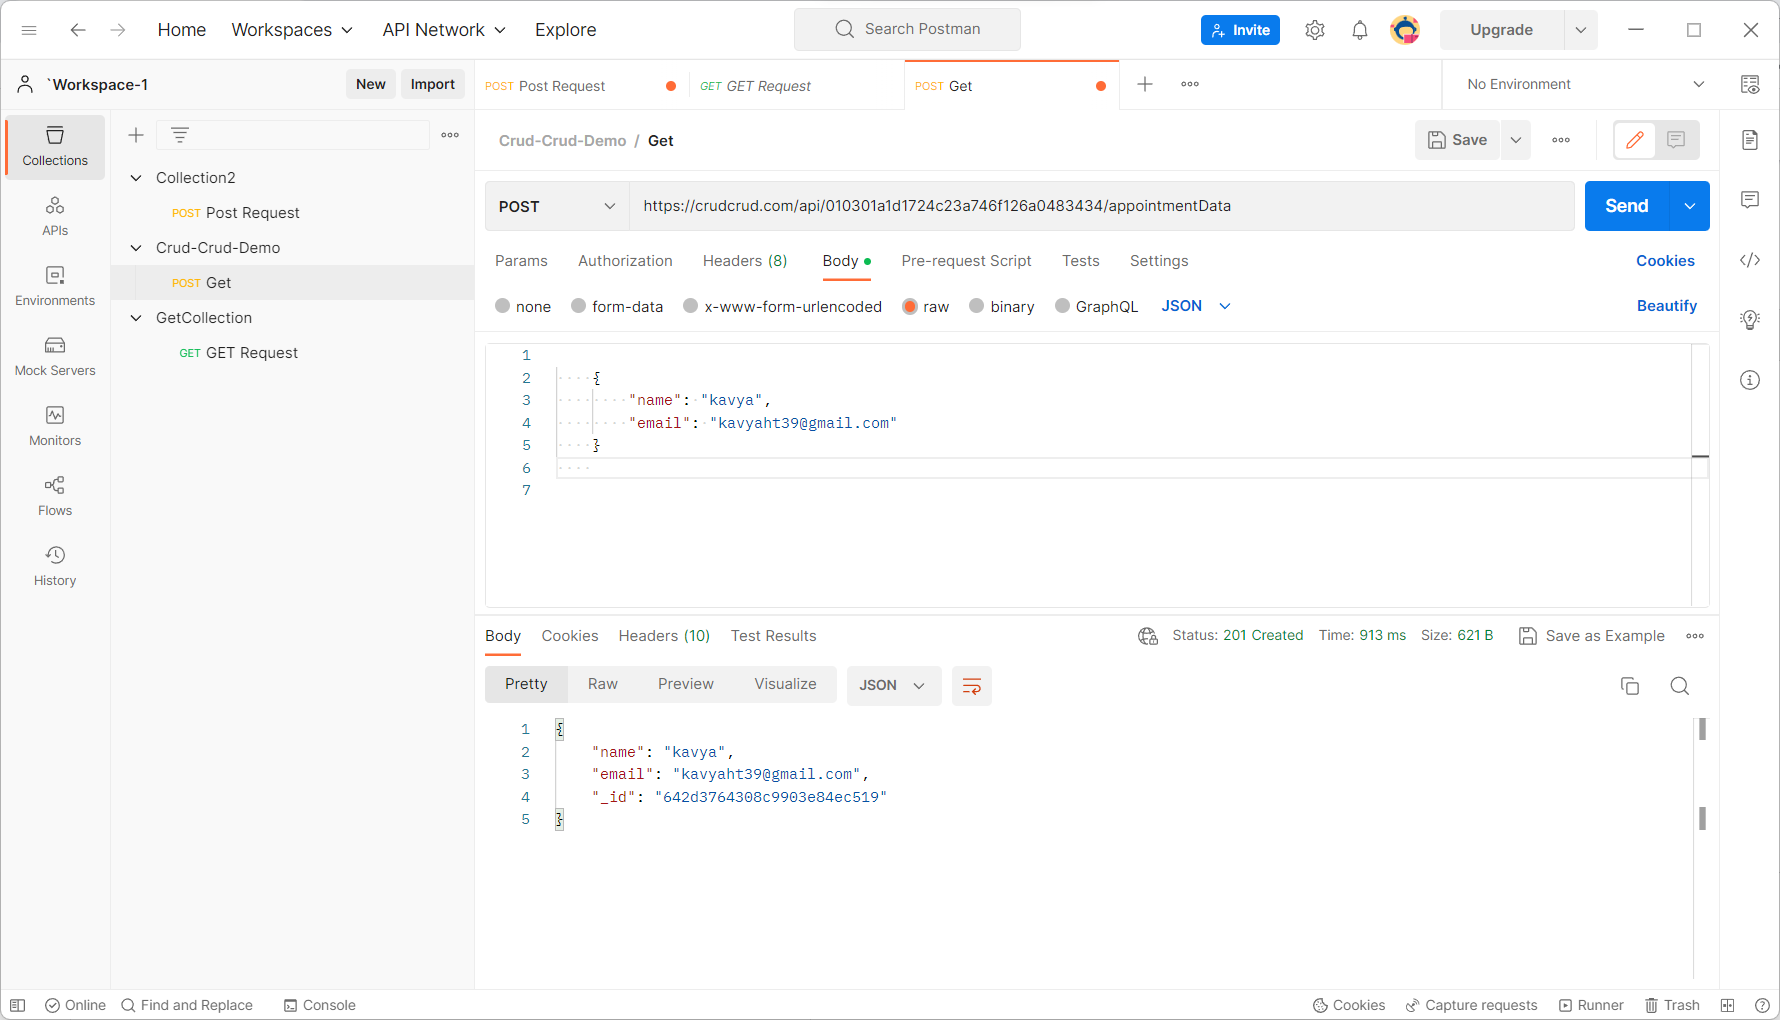 Home Workspaces API Network Explore Search Postman Invite Upgrade
`Workspace-1 New Import
POST Post Request GET GET Request POST Get No Environment
Collections
APIs
Environments
Mock Servers
Monitors
Flows
History
Collection2
POST Post Request
Crud-Crud-Demo
POST Get
GetCollection
GET GET Request
Crud-Crud-Demo / Get Save
POST https://crudcrud.com/api/010301a1d1724c23a746f126a0483434/appointmentData Send
Params Authorization Headers (8) Body Pre-request Script Tests Settings Cookies
none form-data x-www-form-urlencoded raw binary GraphQL JSON Beautify
1
2 {
3 "name": "kavya",
4 "email": "kavyaht39@gmail.com"
5 }
6
7
Body Cookies Headers (10) Test Results Status: 201 Created Time: 913 ms Size: 621 B Save as Example
Pretty Raw Preview Visualize JSON
1 {
2 "name": "kavya",
3 "email": "kavyaht39@gmail.com",
4 "_id": "642d3764308c9903e84ec519"
5 }
Online Find and Replace Console Cookies Capture requests Runner Trash